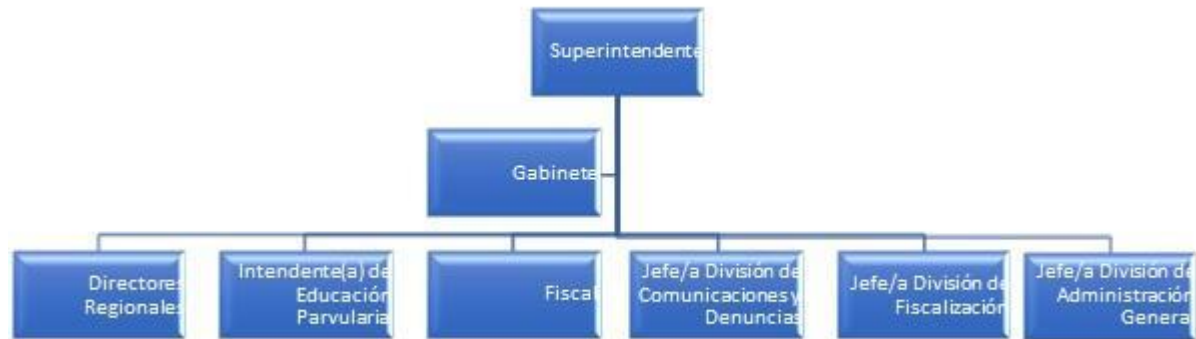 Superintendente
Gabinete
Directores
Regionales
Intendente(a) de
Educación
Parvularia
Fiscal
Jefe/a División de
Comunicaciones y
Denuncias
Jefe/a División de
Fiscalización
Jefe/a División de
Administración
General